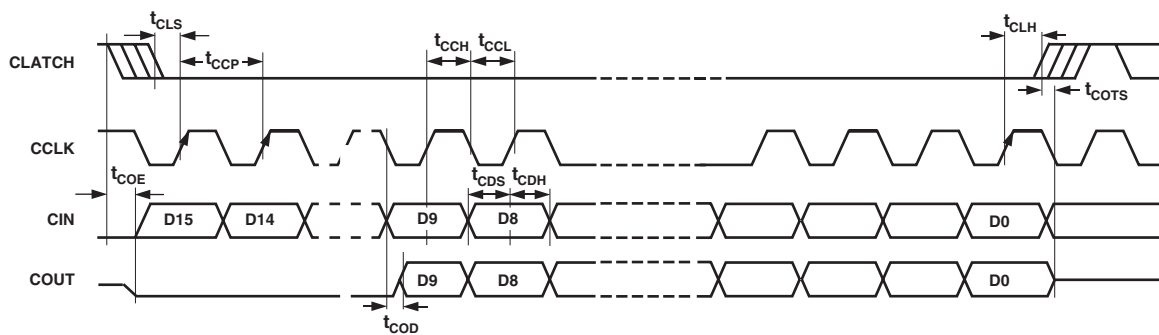 tCLS
tCCH
tCCL
tCLH
CLATCH
tCCP
tCOTS
CCLK
tCOE
tCDS
tCDH
CIN
D15
D14
D9
D8
D0
COUT
D9
D8
D0
tCOD